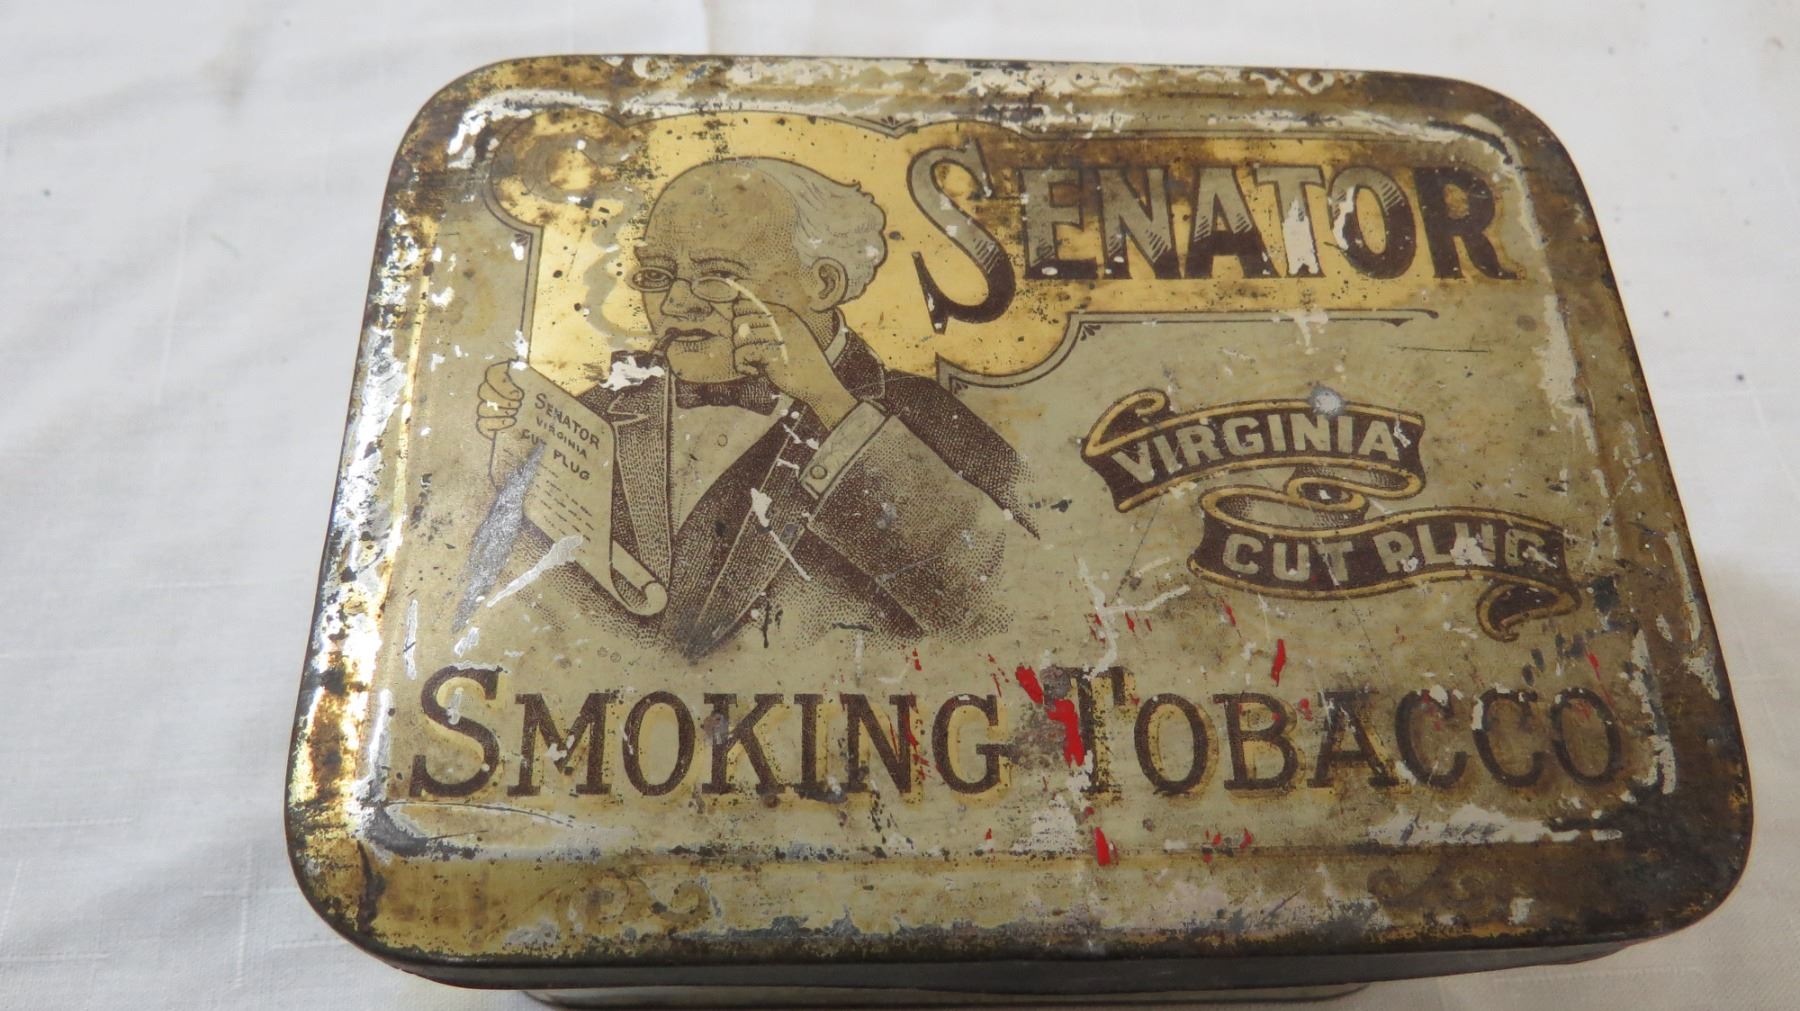 SENATOR
SENATOR
VIRGINIA
CUT PLUG
VIRGINIA
CUT PLUG
SMOKING TOBACCO